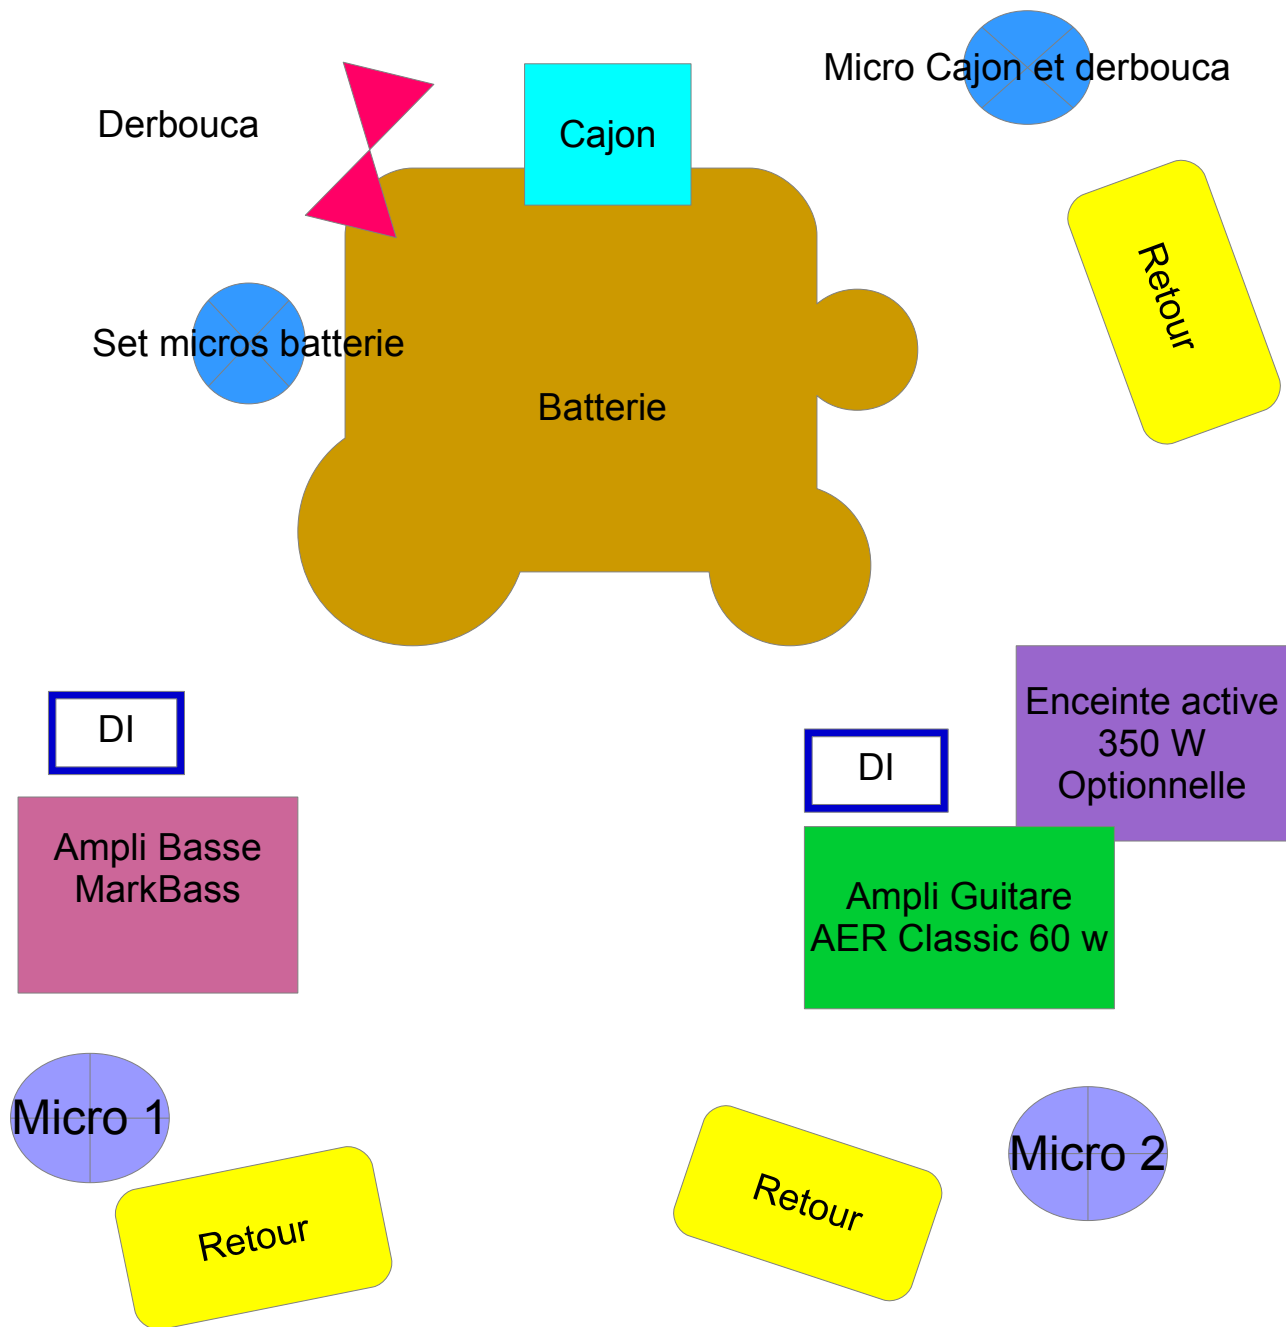 Micro Cajon et derbouca
Derbouca
Cajon
Retour
Set micros batterie
Batterie
Enceinte active
350 W
Optionnelle
DI
DI
Ampli Basse
MarkBass
Ampli Guitare
AER Classic 60 w
Micro 1
Micro 2
Retour
Retour